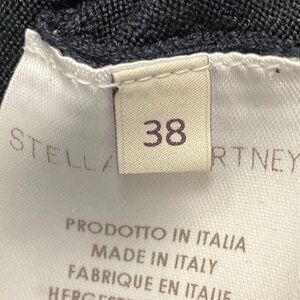 38
STELLA RTNEY
PRODOTTO IN ITALIA
MADE IN ITALY
FABRIQUE EN ITALIE